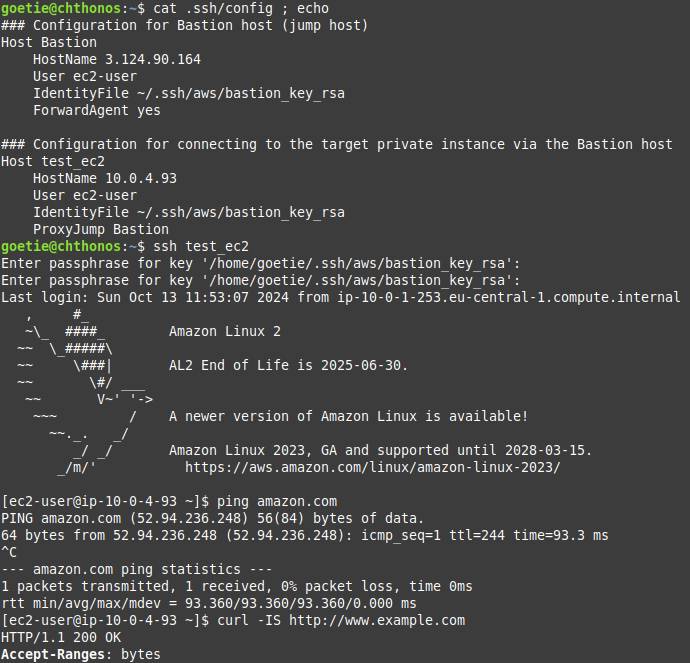 goetie@chthonos:~$ cat .ssh/config ; echo
### Configuration for Bastion host (jump host)
Host Bastion
    HostName 3.124.90.164
    User ec2-user
    IdentityFile ~/.ssh/aws/bastion_key_rsa
    ForwardAgent yes

### Configuration for connecting to the target private instance via the Bastion host
Host test_ec2
    HostName 10.0.4.93
    User ec2-user
    IdentityFile ~/.ssh/aws/bastion_key_rsa
    ProxyJump Bastion
goetie@chthonos:~$ ssh test_ec2
Enter passphrase for key '/home/goetie/.ssh/aws/bastion_key_rsa':
Enter passphrase for key '/home/goetie/.ssh/aws/bastion_key_rsa':
Last login: Sun Oct 13 11:53:07 2024 from ip-10-0-1-253.eu-central-1.compute.internal
   ,     #_
   ~\_  ####_        Amazon Linux 2
  ~~  \_#####\
  ~~     \###|       AL2 End of Life is 2025-06-30.
  ~~       \#/ ___
   ~~       V~' '->
    ~~~         /    A newer version of Amazon Linux is available!
      ~~._.   _/
         _/ _/       Amazon Linux 2023, GA and supported until 2028-03-15.
       _/m/'           https://aws.amazon.com/linux/amazon-linux-2023/

[ec2-user@ip-10-0-4-93 ~]$ ping amazon.com
PING amazon.com (52.94.236.248) 56(84) bytes of data.
64 bytes from 52.94.236.248 (52.94.236.248): icmp_seq=1 ttl=244 time=93.3 ms
^C
--- amazon.com ping statistics ---
1 packets transmitted, 1 received, 0% packet loss, time 0ms
rtt min/avg/max/mdev = 93.360/93.360/93.360/0.000 ms
[ec2-user@ip-10-0-4-93 ~]$ curl -IS http://www.example.com
HTTP/1.1 200 OK
Accept-Ranges: bytes